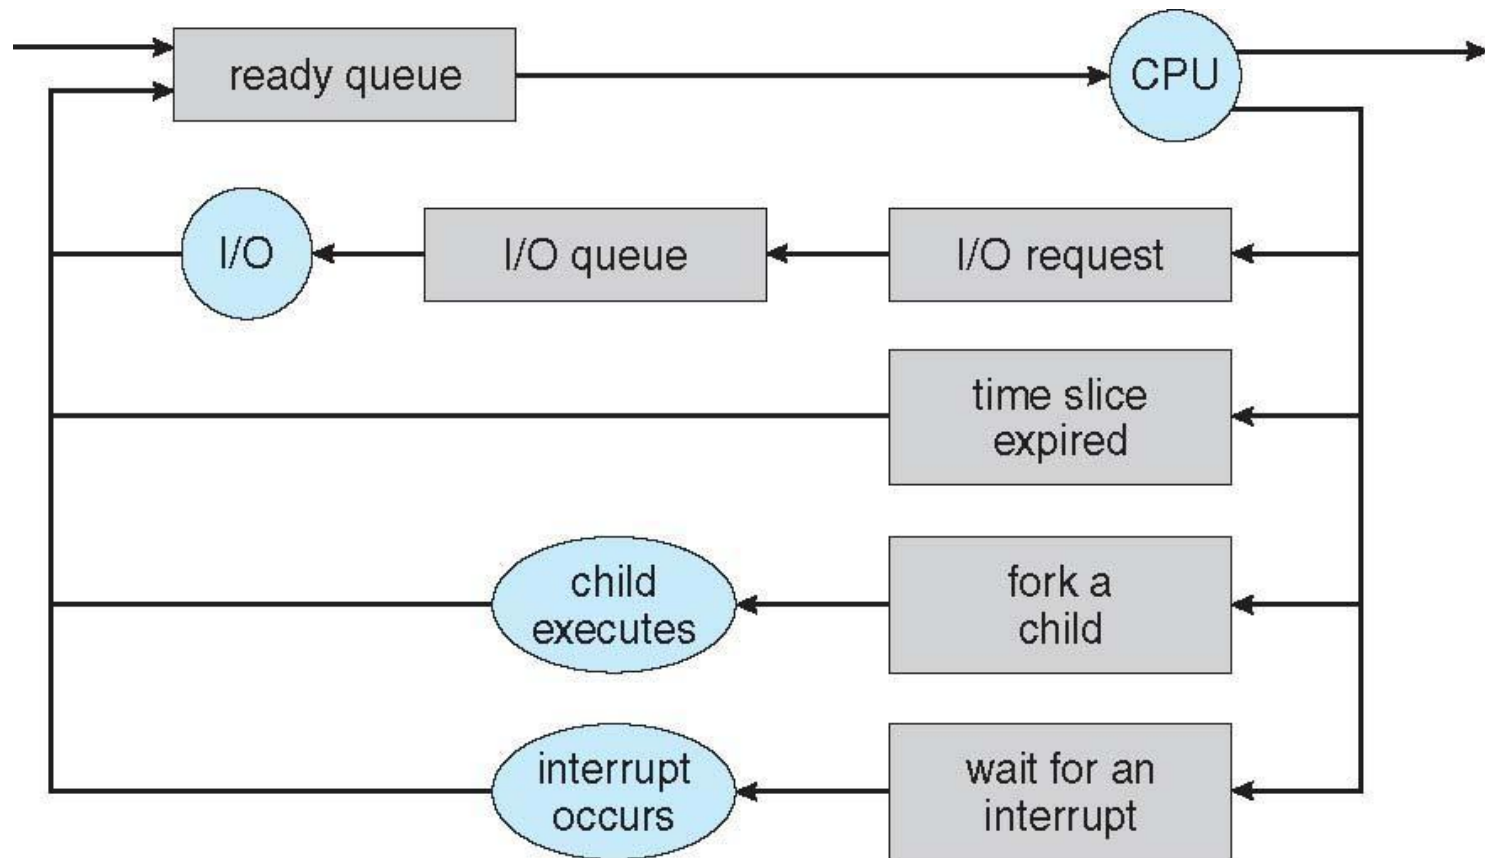 ready queue
CPU
I/O
I/O queue
I/O request
time slice
expired
child
executes
fork a
child
interrupt
occurs
wait for an
interrupt